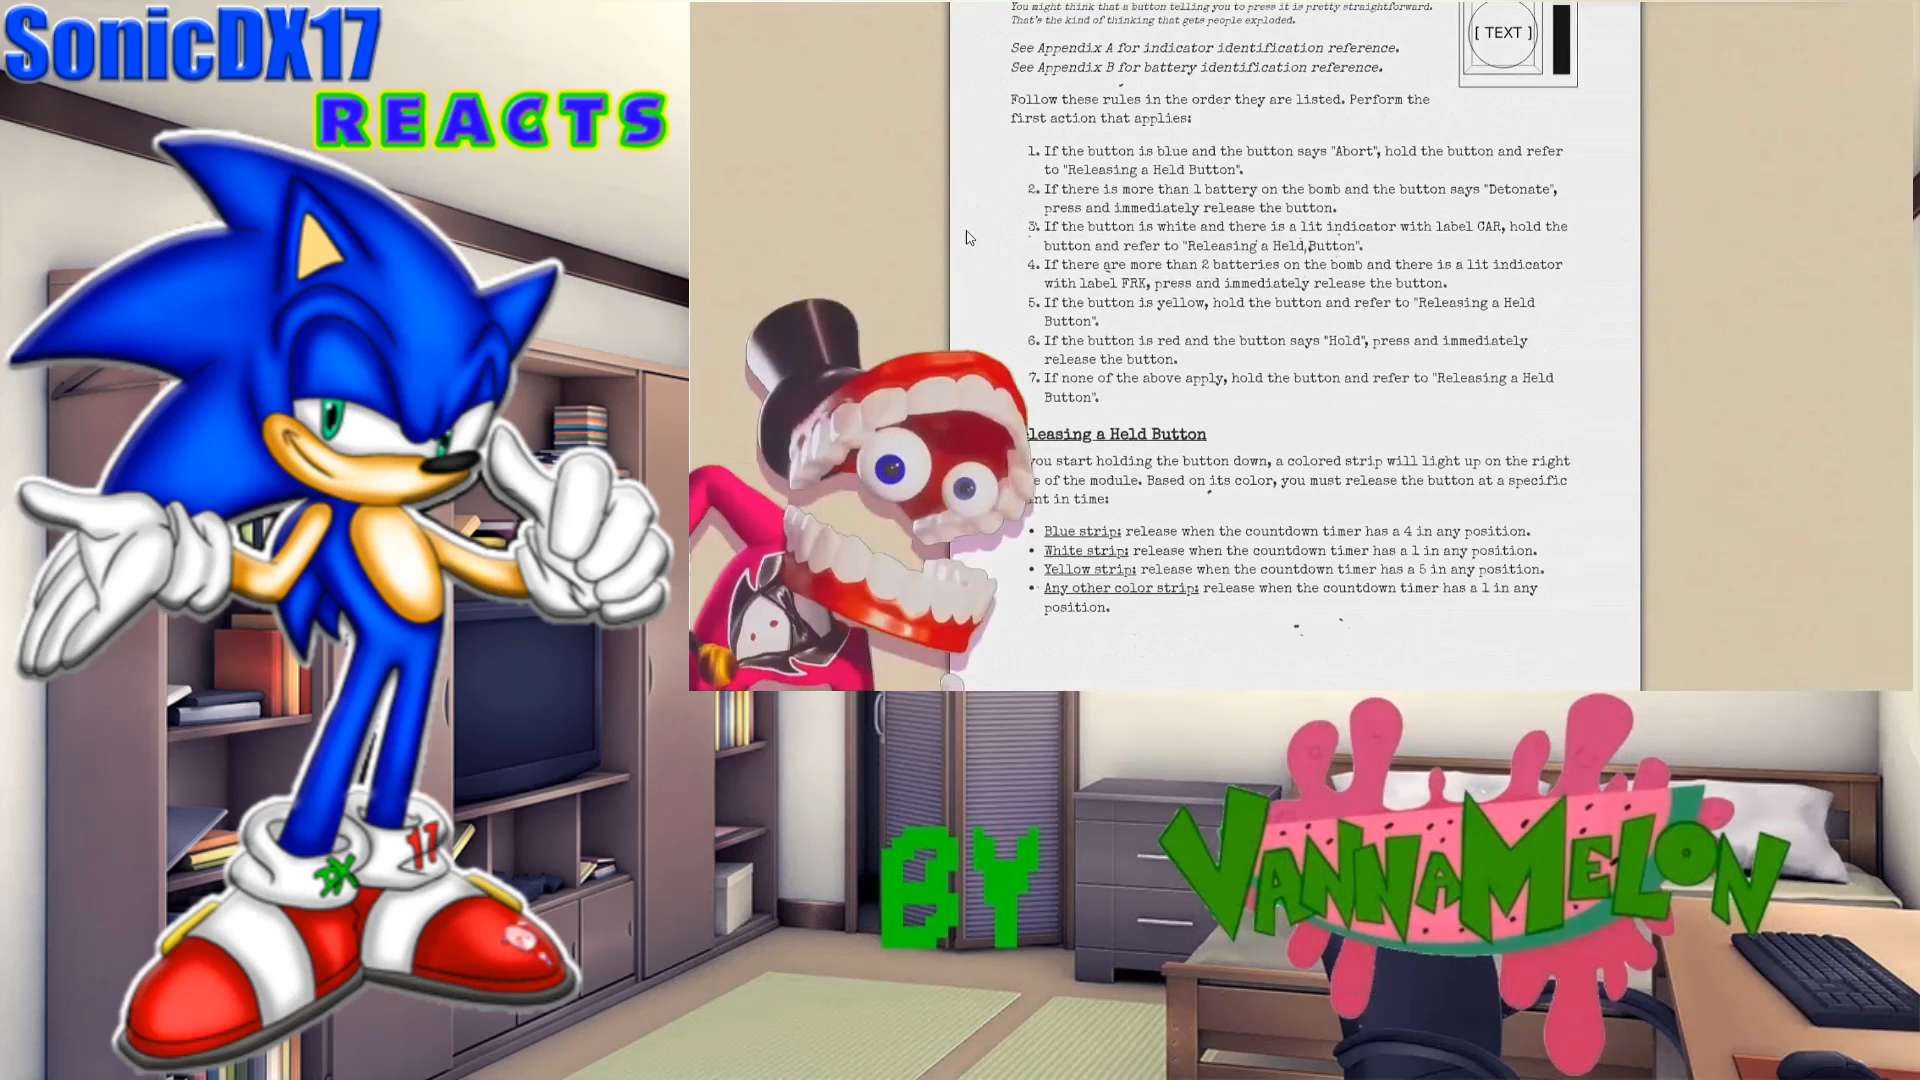 SonicDX17
REACTS
You might think that a button telling you to press it is pretty straightforward.
That's the kind of thinking that gets people exploded.
[ TEXT ]
See Appendix A for indicator identification reference.
See Appendix B for battery identification reference.
Follow these rules in the order they are listed. Perform the
first action that applies:
1. If the button is blue and the button says "Abort", hold the button and refer
to "Releasing a Held Button".
2. If there is more than 1 battery on the bomb and the button says "Detonate",
press and immediately release the button.
3. If the button is white and there is a lit indicator with label CAR, hold the
button and refer to "Releasing a Held Button".
4. If there are more than 2 batteries on the bomb and there is a lit indicator
with label FRK, press and immediately release the button.
5. If the button is yellow, hold the button and refer to "Releasing a Held
Button".
6. If the button is red and the button says "Hold", press and immediately
release the button.
7. If none of the above apply, hold the button and refer to "Releasing a Held
Button".
leasing a Held Button
you start holding the button down, a colored strip will light up on the right
e of the module. Based on its color, you must release the button at a specific
nt in time:
• Blue strip: release when the countdown timer has a 4 in any position.
• White strip: release when the countdown timer has a 1 in any position.
• Yellow strip: release when the countdown timer has a 5 in any position.
• Any other color strip: release when the countdown timer has a 1 in any
position.
DX
17
BY
VANNAMELON